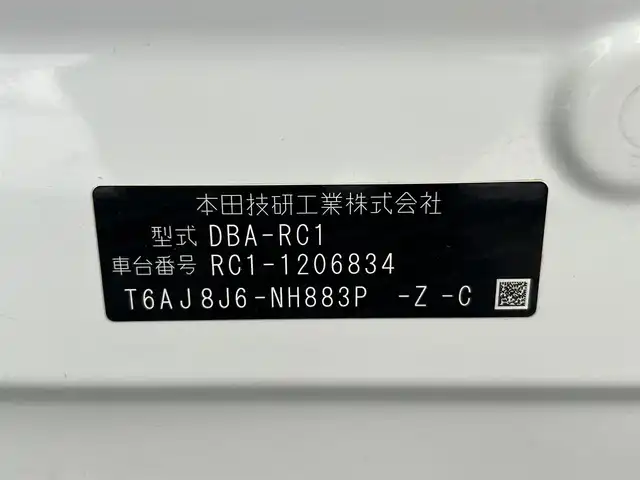 本田技研工業株式会社
型式 DBA-RC1
車台番号 RC1-1206834
T6AJ8J6-NH883P -Z -C